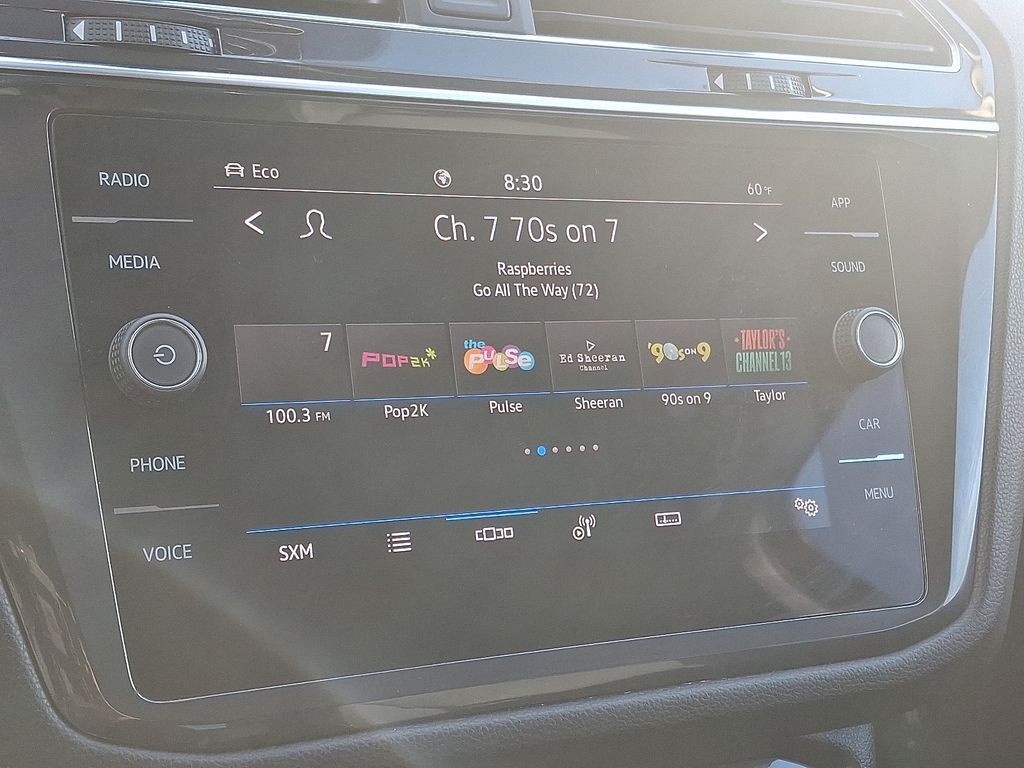 RADIO
MEDIA
PHONE
VOICE
Eco
8:30
60°F
Ch. 7 70s on 7
Raspberries
Go All The Way (72)
7
POP2K*
the PULSE
Ed Sheeran
Channel
'90s ON 9
TAYLOR'S
CHANNEL 13
100.3 FM
Pop2K
Pulse
Sheeran
90s on 9
Taylor
SXM
APP
SOUND
CAR
MENU